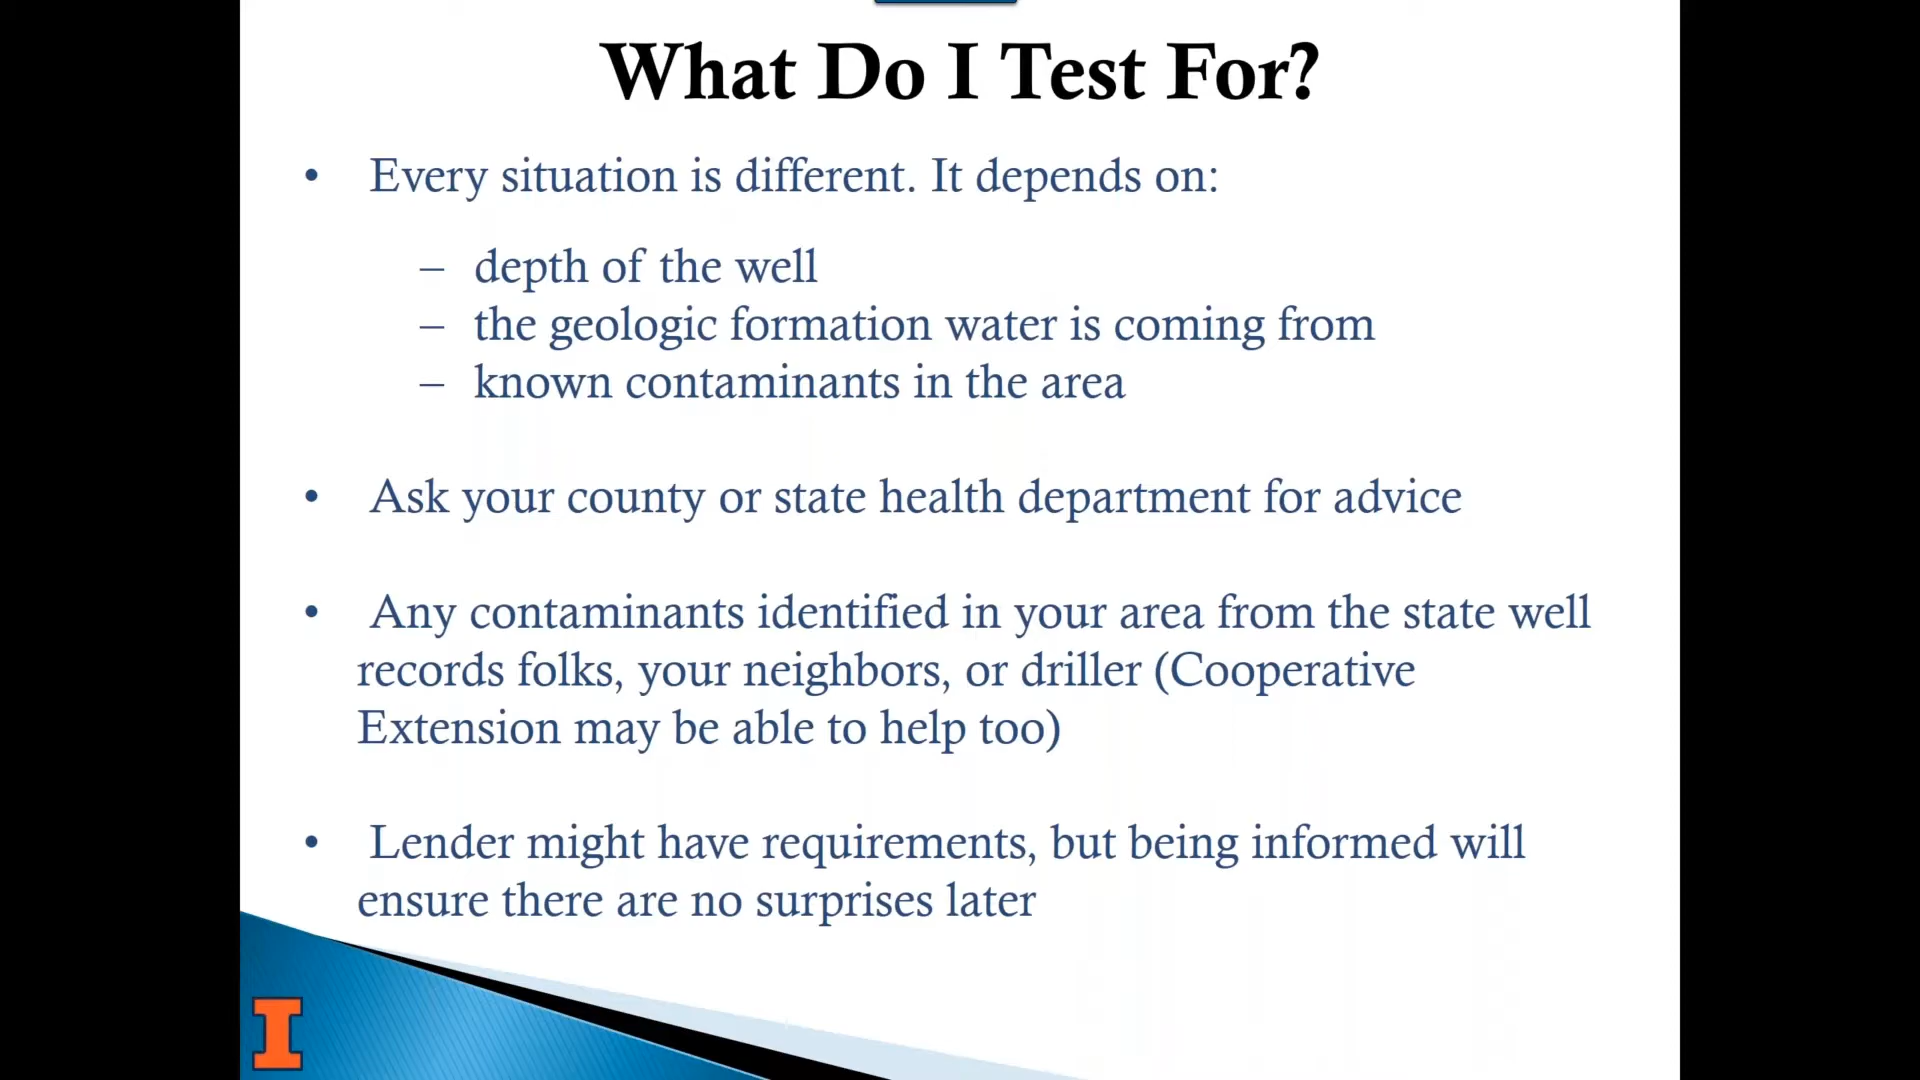 What Do I Test For?
• Every situation is different. It depends on:
– depth of the well
– the geologic formation water is coming from
– known contaminants in the area
• Ask your county or state health department for advice
• Any contaminants identified in your area from the state well
records folks, your neighbors, or driller (Cooperative
Extension may be able to help too)
• Lender might have requirements, but being informed will
ensure there are no surprises later
I